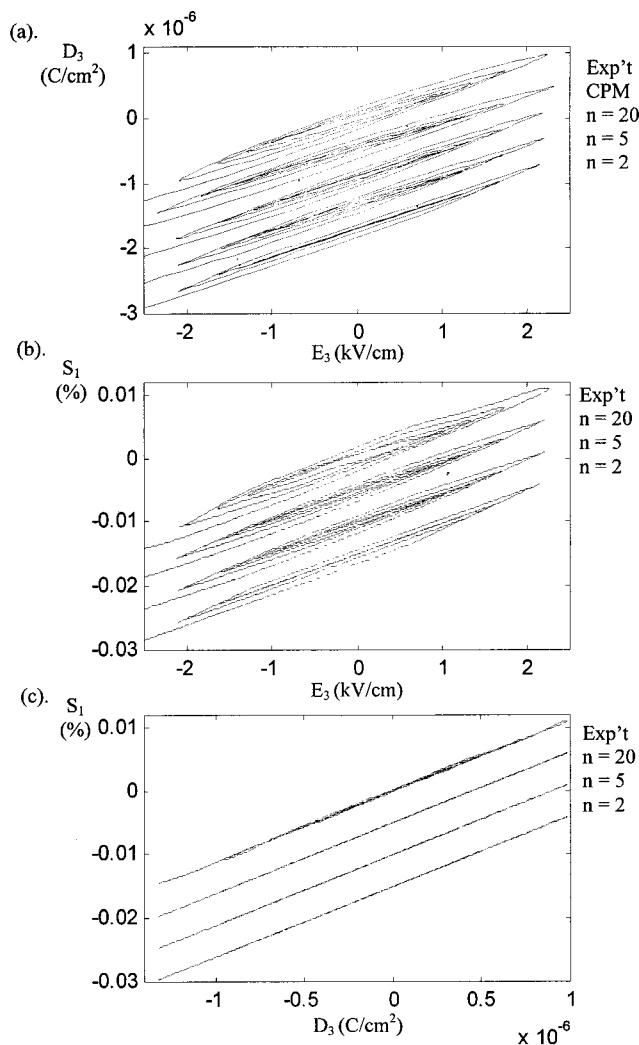 (a).
× 10⁻⁶
D₃
(C/cm²)
1
0
-1
-2
-3
-2
-1
0
1
2
E₃ (kV/cm)
Exp't
CPM
n = 20
n = 5
n = 2
(b).
S₁
(%)
0.01
0
-0.01
-0.02
-0.03
-2
-1
0
1
2
E₃ (kV/cm)
Exp't
n = 20
n = 5
n = 2
(c).
S₁
(%)
0.01
0
-0.01
-0.02
-0.03
-1
-0.5
0
0.5
1
D₃ (C/cm²)
× 10⁻⁶
Exp't
n = 20
n = 5
n = 2